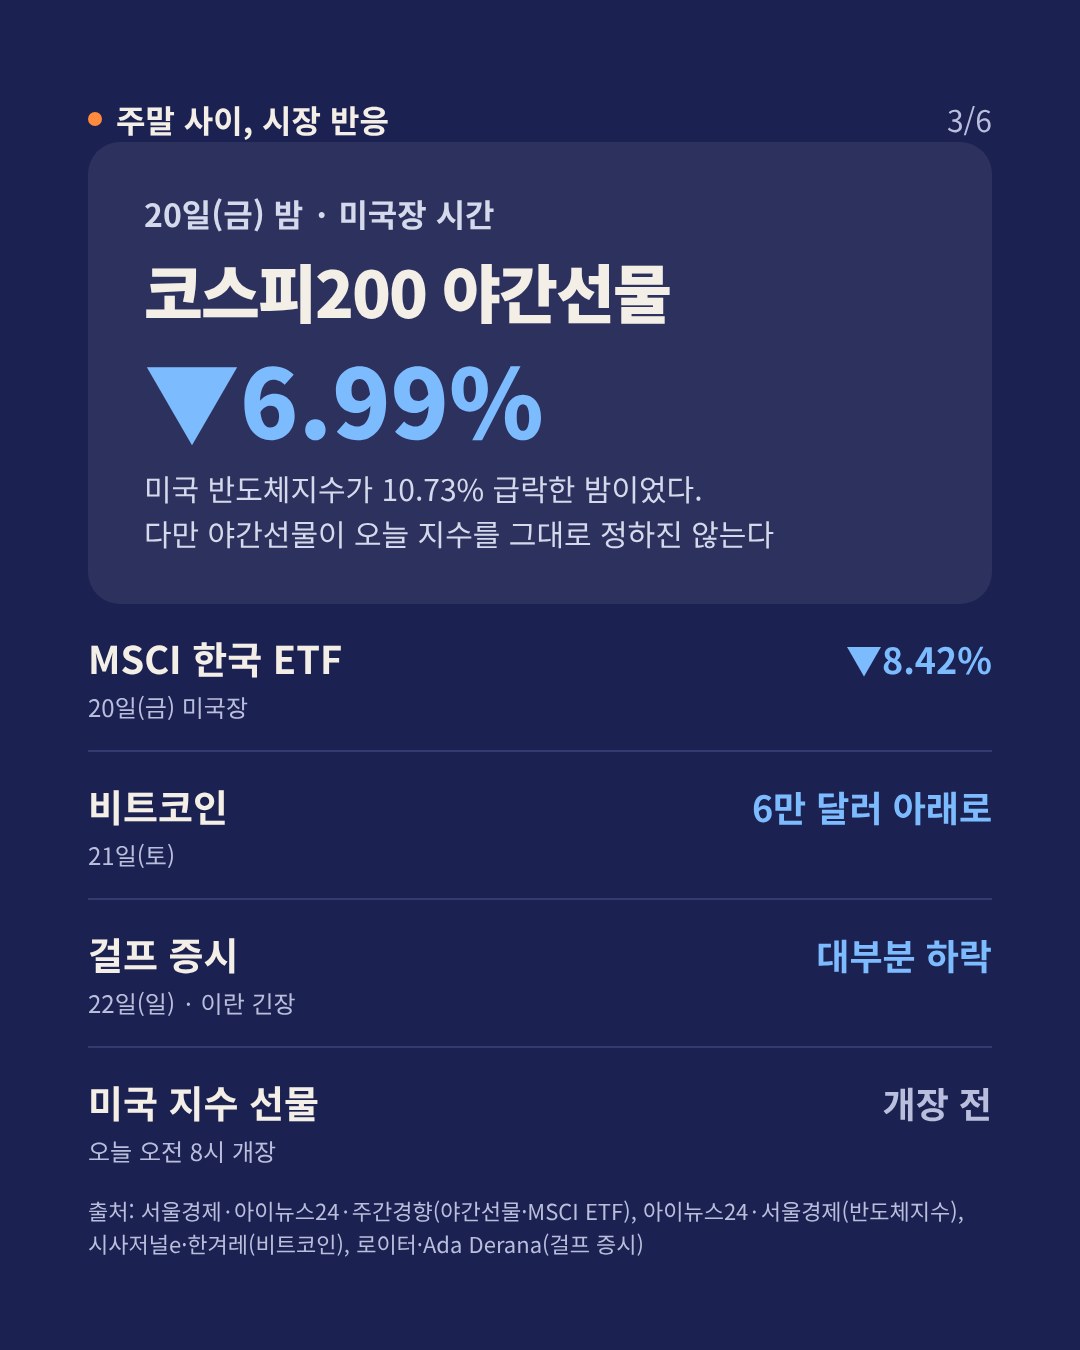 주말 사이, 시장 반응
3/6
20일(금) 밤 · 미국장 시간
코스피200 야간선물
▼6.99%
미국 반도체지수가 10.73% 급락한 밤이었다.
다만 야간선물이 오늘 지수를 그대로 정하진 않는다
MSCI 한국 ETF
▼8.42%
20일(금) 미국장
비트코인
6만 달러 아래로
21일(토)
걸프 증시
대부분 하락
22일(일) · 이란 긴장
미국 지수 선물
개장 전
오늘 오전 8시 개장
출처: 서울경제·아이뉴스24·주간경향(야간선물·MSCI ETF), 아이뉴스24·서울경제(반도체지수),
시사저널e·한겨레(비트코인), 로이터·Ada Derana(걸프 증시)